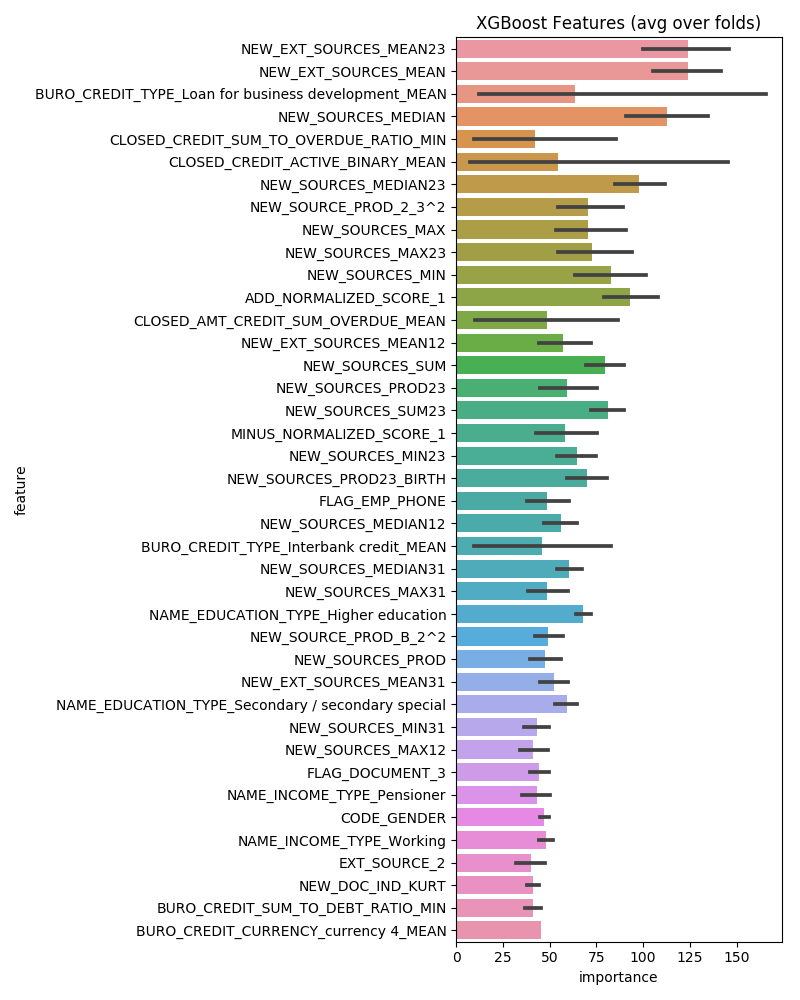 XGBoost Features (avg over folds)
NEW_EXT_SOURCES_MEAN23
NEW_EXT_SOURCES_MEAN
BURO_CREDIT_TYPE_Loan for business development_MEAN
NEW_SOURCES_MEDIAN
CLOSED_CREDIT_SUM_TO_OVERDUE_RATIO_MIN
CLOSED_CREDIT_ACTIVE_BINARY_MEAN
NEW_SOURCES_MEDIAN23
NEW_SOURCE_PROD_2_3^2
NEW_SOURCES_MAX
NEW_SOURCES_MAX23
NEW_SOURCES_MIN
ADD_NORMALIZED_SCORE_1
CLOSED_AMT_CREDIT_SUM_OVERDUE_MEAN
NEW_EXT_SOURCES_MEAN12
NEW_SOURCES_SUM
NEW_SOURCES_PROD23
NEW_SOURCES_SUM23
MINUS_NORMALIZED_SCORE_1
NEW_SOURCES_MIN23
NEW_SOURCES_PROD23_BIRTH
FLAG_EMP_PHONE
NEW_SOURCES_MEDIAN12
BURO_CREDIT_TYPE_Interbank credit_MEAN
NEW_SOURCES_MEDIAN31
NEW_SOURCES_MAX31
NAME_EDUCATION_TYPE_Higher education
NEW_SOURCE_PROD_B_2^2
NEW_SOURCES_PROD
NEW_EXT_SOURCES_MEAN31
NAME_EDUCATION_TYPE_Secondary / secondary special
NEW_SOURCES_MIN31
NEW_SOURCES_MAX12
FLAG_DOCUMENT_3
NAME_INCOME_TYPE_Pensioner
CODE_GENDER
NAME_INCOME_TYPE_Working
EXT_SOURCE_2
NEW_DOC_IND_KURT
BURO_CREDIT_SUM_TO_DEBT_RATIO_MIN
BURO_CREDIT_CURRENCY_currency 4_MEAN
feature
0 25 50 75 100 125 150
importance